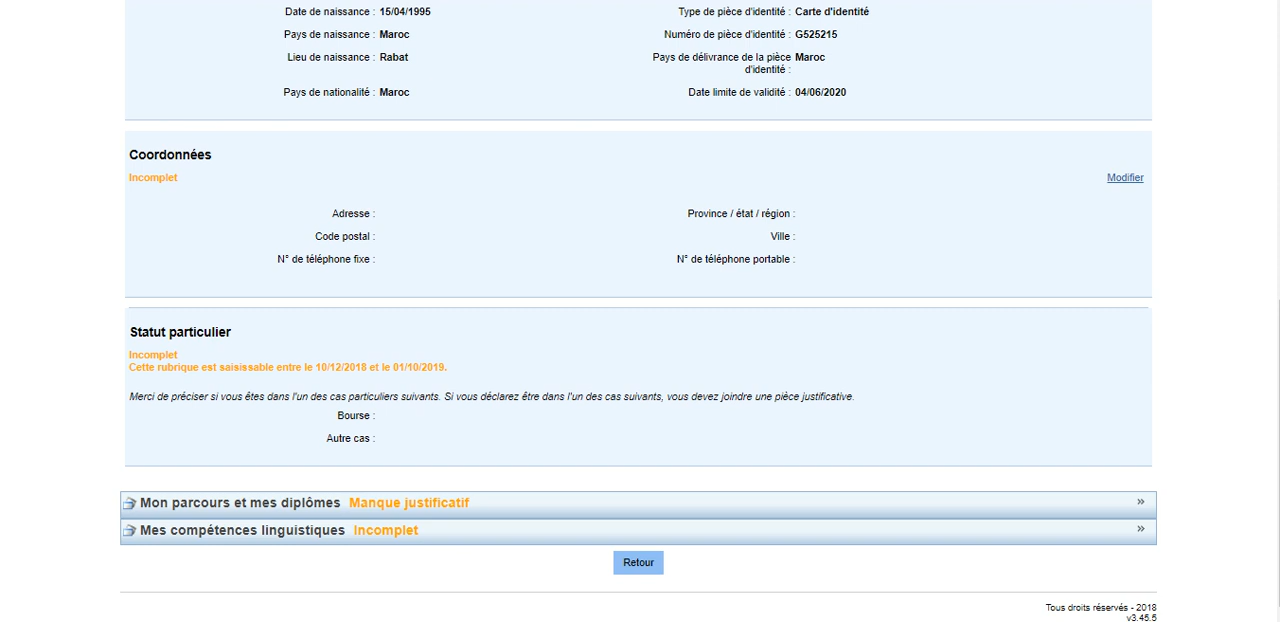 Date de naissance : 15/04/1995 Type de pièce d'identité : Carte d'identité
Pays de naissance : Maroc Numéro de pièce d'identité : G525215
Lieu de naissance : Rabat Pays de délivrance de la pièce d'identité : Maroc
Pays de nationalité : Maroc Date limite de validité : 04/06/2020
Coordonnées
Incomplet Modifier
Adresse : Province / état / région :
Code postal : Ville :
N° de téléphone fixe : N° de téléphone portable :
Statut particulier
Incomplet
Cette rubrique est saisissable entre le 10/12/2018 et le 01/10/2019.
Merci de préciser si vous êtes dans l'un des cas particuliers suivants. Si vous déclarez être dans l'un des cas suivants, vous devez joindre une pièce justificative.
Bourse :
Autre cas :
Mon parcours et mes diplômes Manque justificatif »
Mes compétences linguistiques Incomplet »
Retour
Tous droits réservés - 2018
v3.45.5